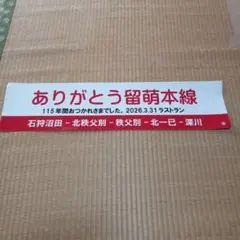 ありがとう留萌本線
115年間おつかれさまでした。2026.3.31 ラストラン
石狩沼田 - 北秩父別 - 秩父別 - 北一已 - 深川